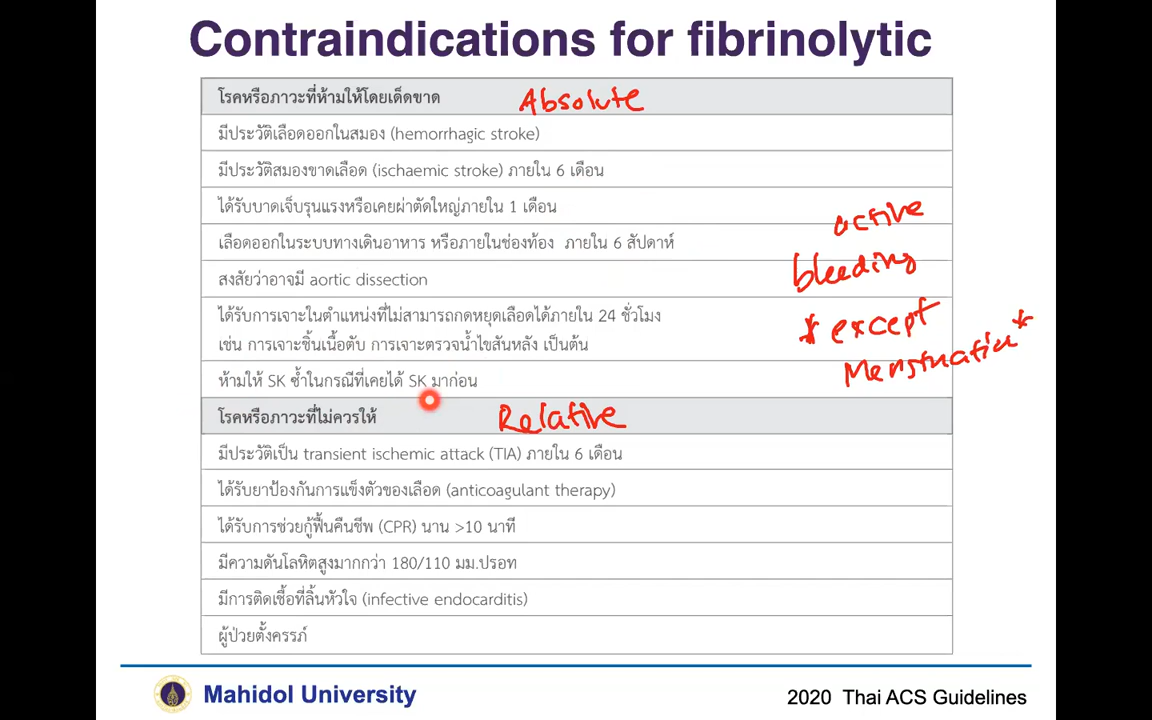 Contraindications for fibrinolytic
โรคหรือภาวะที่ห้ามให้โดยเด็ดขาด Absolute
มีประวัติเลือดออกในสมอง (hemorrhagic stroke)
มีประวัติสมองขาดเลือด (ischaemic stroke) ภายใน 6 เดือน
ได้รับบาดเจ็บรุนแรงหรือเคยผ่าตัดใหญ่ภายใน 1 เดือน
เลือดออกในระบบทางเดินอาหาร หรือภายในช่องท้อง ภายใน 6 สัปดาห์
สงสัยว่าอาจมี aortic dissection
ได้รับการเจาะในตำแหน่งที่ไม่สามารถกดหยุดเลือดได้ภายใน 24 ชั่วโมง
เช่น การเจาะชิ้นเนื้อตับ การเจาะตรวจน้ำไขสันหลัง เป็นต้น
ห้ามให้ SK ซ้ำในกรณีที่เคยได้ SK มาก่อน
active
bleeding
* except
Menstruation *
โรคหรือภาวะที่ไม่ควรให้ Relative
มีประวัติเป็น transient ischemic attack (TIA) ภายใน 6 เดือน
ได้รับยาป้องกันการแข็งตัวของเลือด (anticoagulant therapy)
ได้รับการช่วยกู้ฟื้นคืนชีพ (CPR) นาน >10 นาที
มีความดันโลหิตสูงมากกว่า 180/110 มม.ปรอท
มีการติดเชื้อที่ลิ้นหัวใจ (infective endocarditis)
ผู้ป่วยตั้งครรภ์
Mahidol University
2020 Thai ACS Guidelines